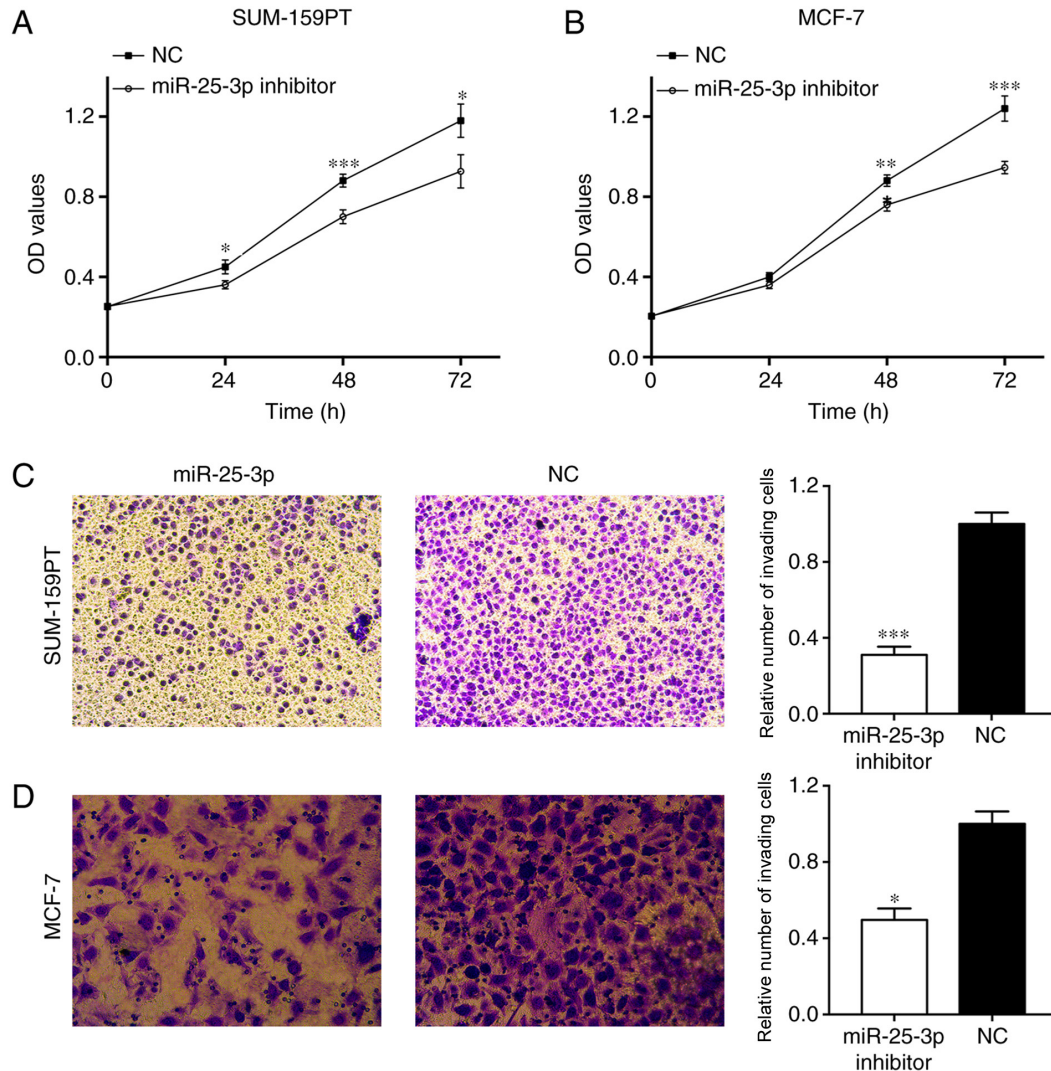 A
SUM-159PT
NC
miR-25-3p inhibitor
OD values
1.2
0.8
0.4
0.0
*
***
*
0
24
48
72
Time (h)
B
MCF-7
NC
miR-25-3p inhibitor
OD values
1.2
0.8
0.4
0.0
**
*
***
0
24
48
72
Time (h)
C
miR-25-3p
NC
SUM-159PT
Relative number of invading cells
1.2
0.8
0.4
0.0
***
miR-25-3p
inhibitor
NC
D
MCF-7
Relative number of invading cells
1.2
0.8
0.4
0.0
*
miR-25-3p
inhibitor
NC